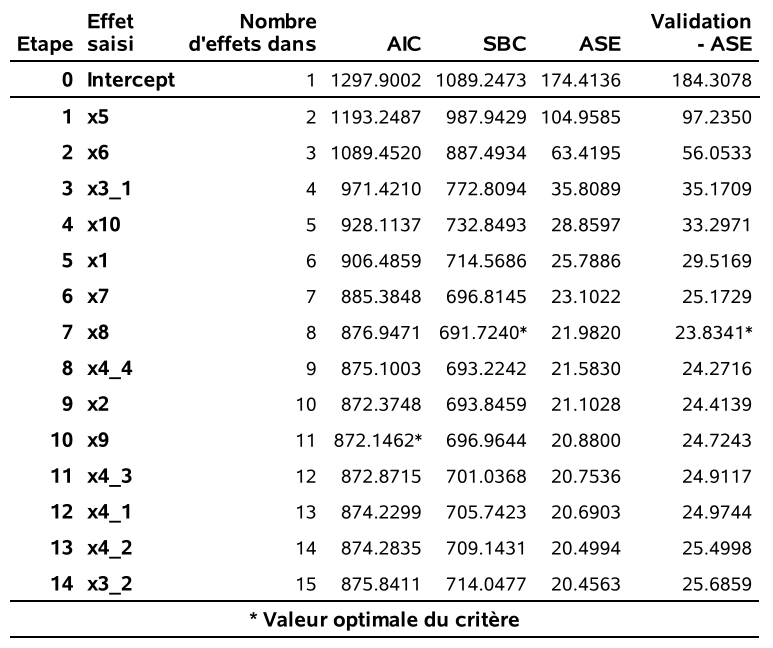 Etape Effet saisi Nombre d'effets dans AIC SBC ASE Validation - ASE
0 Intercept 1 1297.9002 1089.2473 174.4136 184.3078
1 x5 2 1193.2487 987.9429 104.9585 97.2350
2 x6 3 1089.4520 887.4934 63.4195 56.0533
3 x3_1 4 971.4210 772.8094 35.8089 35.1709
4 x10 5 928.1137 732.8493 28.8597 33.2971
5 x1 6 906.4859 714.5686 25.7886 29.5169
6 x7 7 885.3848 696.8145 23.1022 25.1729
7 x8 8 876.9471 691.7240* 21.9820 23.8341*
8 x4_4 9 875.1003 693.2242 21.5830 24.2716
9 x2 10 872.3748 693.8459 21.1028 24.4139
10 x9 11 872.1462* 696.9644 20.8800 24.7243
11 x4_3 12 872.8715 701.0368 20.7536 24.9117
12 x4_1 13 874.2299 705.7423 20.6903 24.9744
13 x4_2 14 874.2835 709.1431 20.4994 25.4998
14 x3_2 15 875.8411 714.0477 20.4563 25.6859
* Valeur optimale du critère